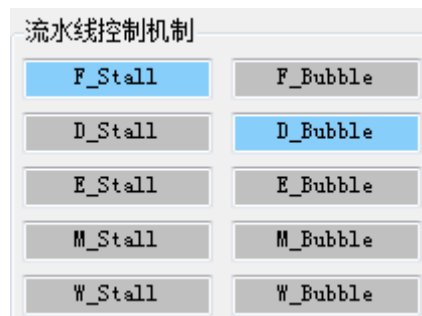 流水线控制机制
F_Stall F_Bubble
D_Stall D_Bubble
E_Stall E_Bubble
M_Stall M_Bubble
W_Stall W_Bubble